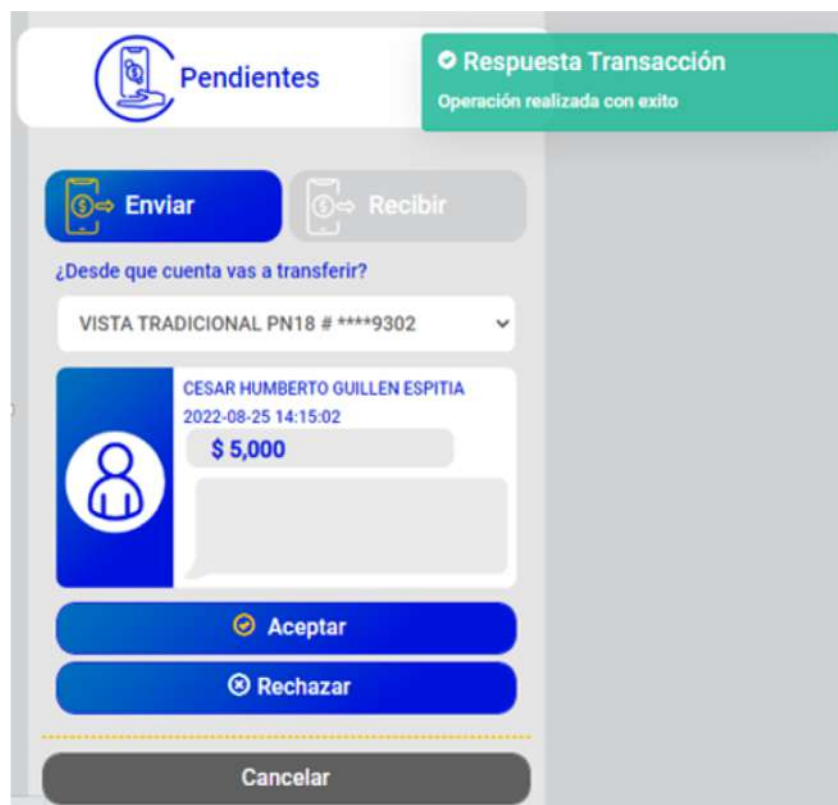 Pendientes
Respuesta Transacción
Operación realizada con exito
Enviar
Recibir
¿Desde que cuenta vas a transferir?
VISTA TRADICIONAL PN18 # ****9302
CESAR HUMBERTO GUILLEN ESPITIA
2022-08-25 14:15:02
$ 5,000
Aceptar
Rechazar
Cancelar